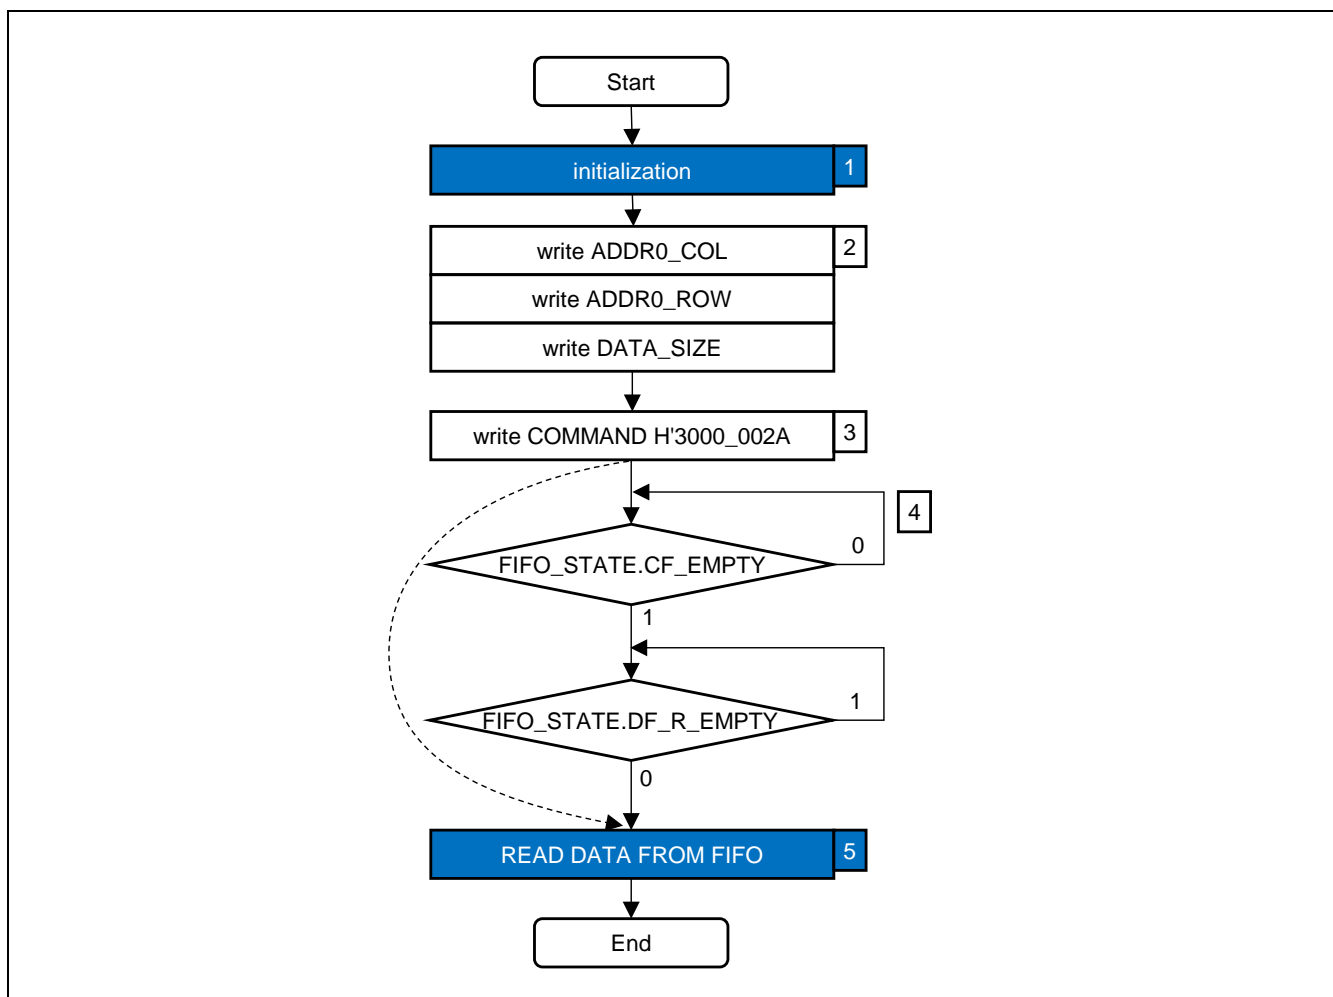 Start
initialization
1
write ADDR0_COL
2
write ADDR0_ROW
write DATA_SIZE
write COMMAND H'3000_002A
3
4
0
FIFO_STATE.CF_EMPTY
1
1
FIFO_STATE.DF_R_EMPTY
0
READ DATA FROM FIFO
5
End